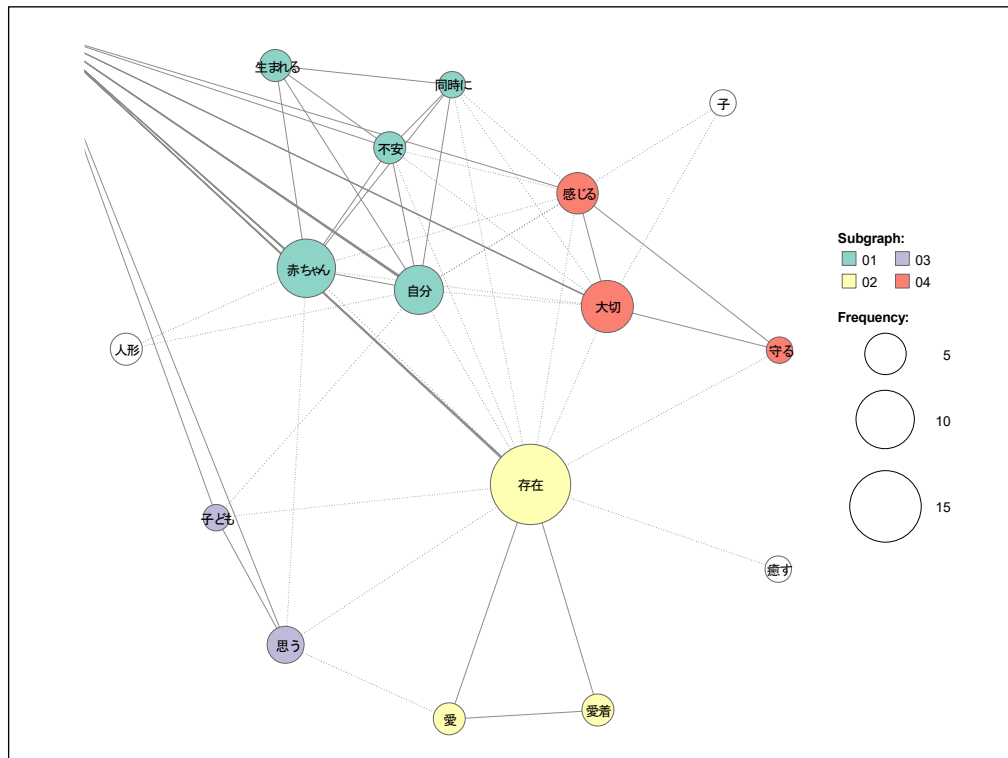 生まれる
同時に
子
不安
感じる
赤ちゃん
自分
大切
人形
守る
存在
子ども
癒す
思う
愛
愛着
Subgraph:
01 03
02 04
Frequency:
5
10
15